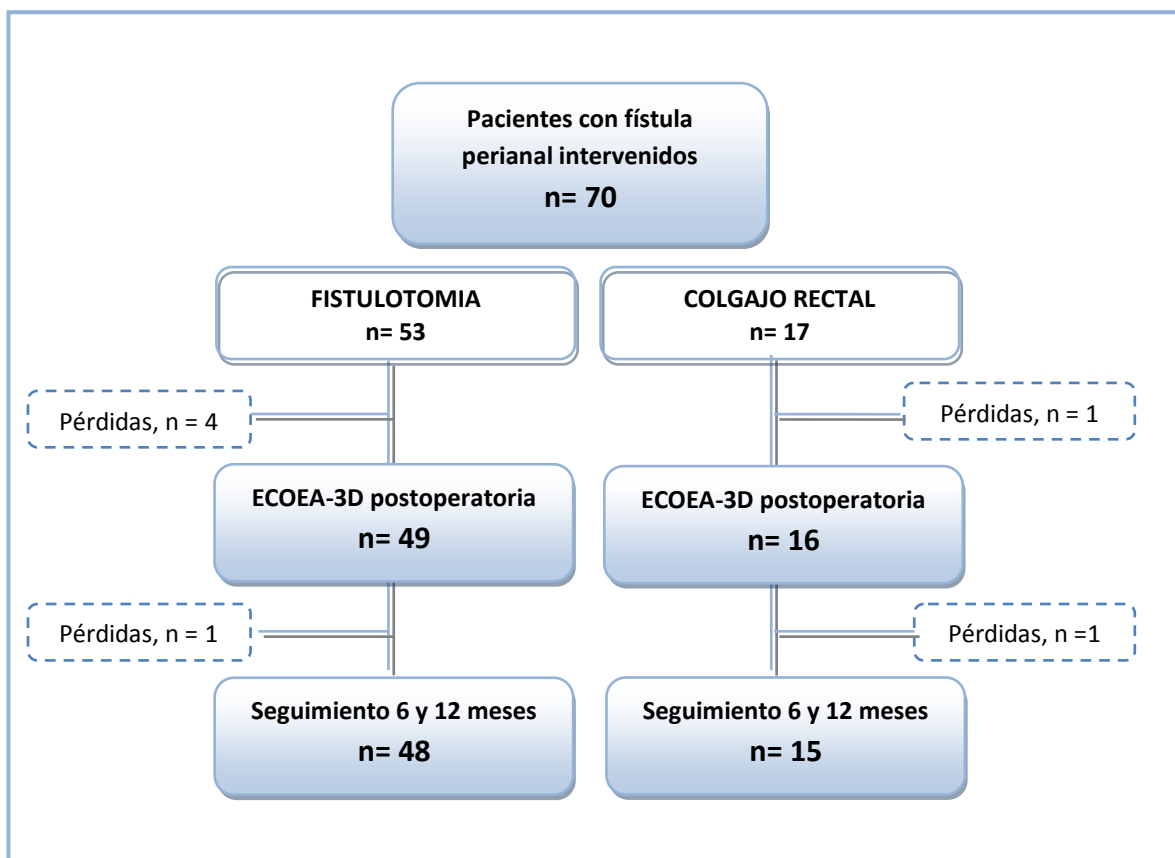 Pacientes con fístula
perianal intervenidos
n= 70
FISTULOTOMIA
n= 53
COLGAJO RECTAL
n= 17
Pérdidas, n = 4
Pérdidas, n = 1
ECOEA-3D postoperatoria
n= 49
ECOEA-3D postoperatoria
n= 16
Pérdidas, n = 1
Pérdidas, n =1
Seguimiento 6 y 12 meses
n= 48
Seguimiento 6 y 12 meses
n= 15